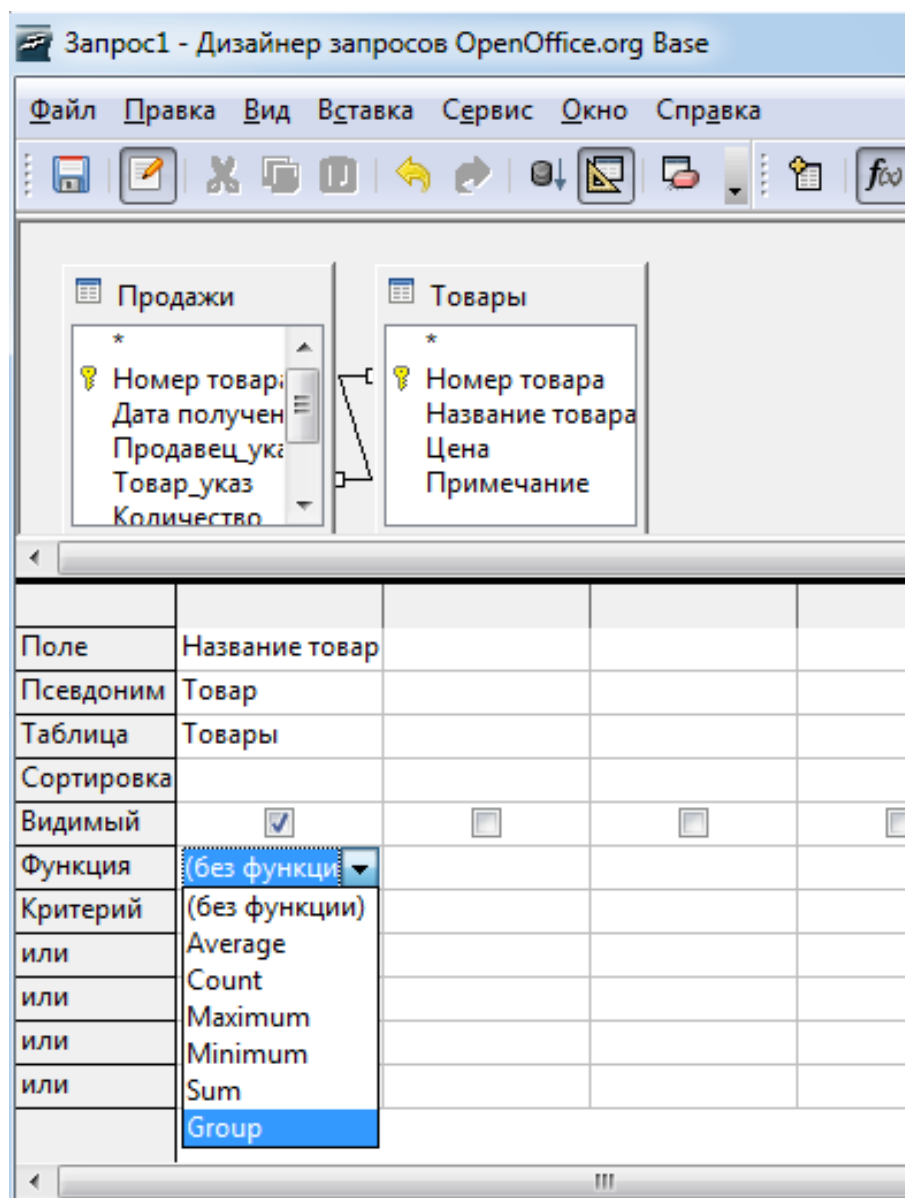 Запрос1 - Дизайнер запросов OpenOffice.org Base
Файл Правка Вид Вставка Сервис Окно Справка
f(x)
Продажи Товары
* *
Номер товара Номер товара
Дата получен Название товара
Продавец_ука Цена
Товар_указ Примечание
Количество
Поле Название товар
Псевдоним Товар
Таблица Товары
Сортировка
Видимый
Функция (без функци
Критерий (без функции)
или Average
или Count
или Maximum
или Minimum
Sum
Group